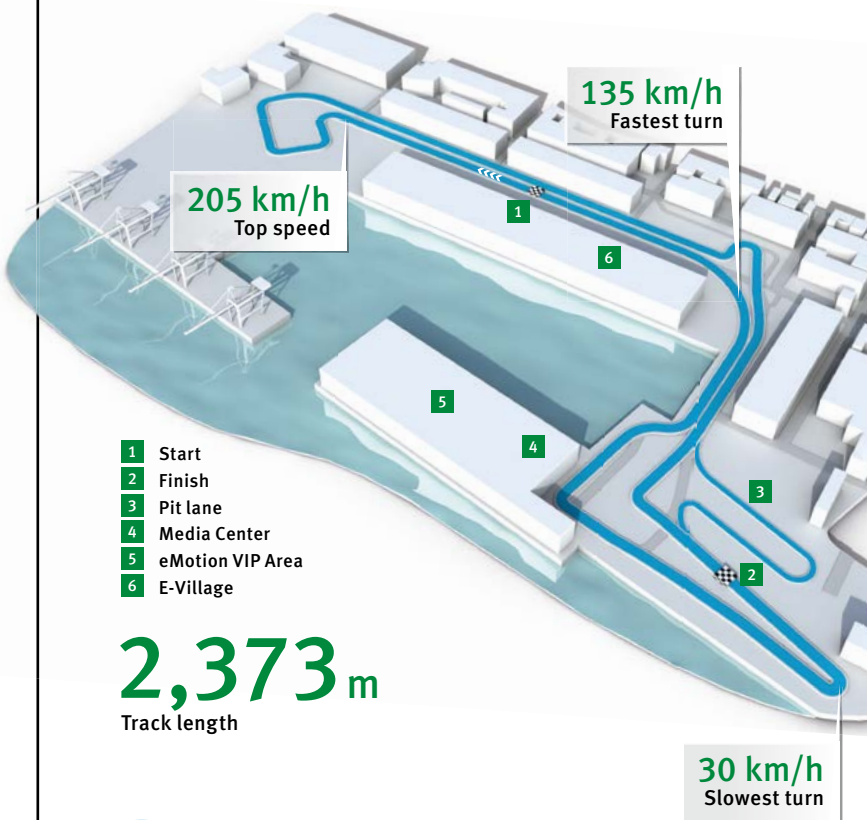 135 km/h
Fastest turn
205 km/h
Top speed
1
6
5
4
3
2
1 Start
2 Finish
3 Pit lane
4 Media Center
5 eMotion VIP Area
6 E-Village
2,373 m
Track length
30 km/h
Slowest turn